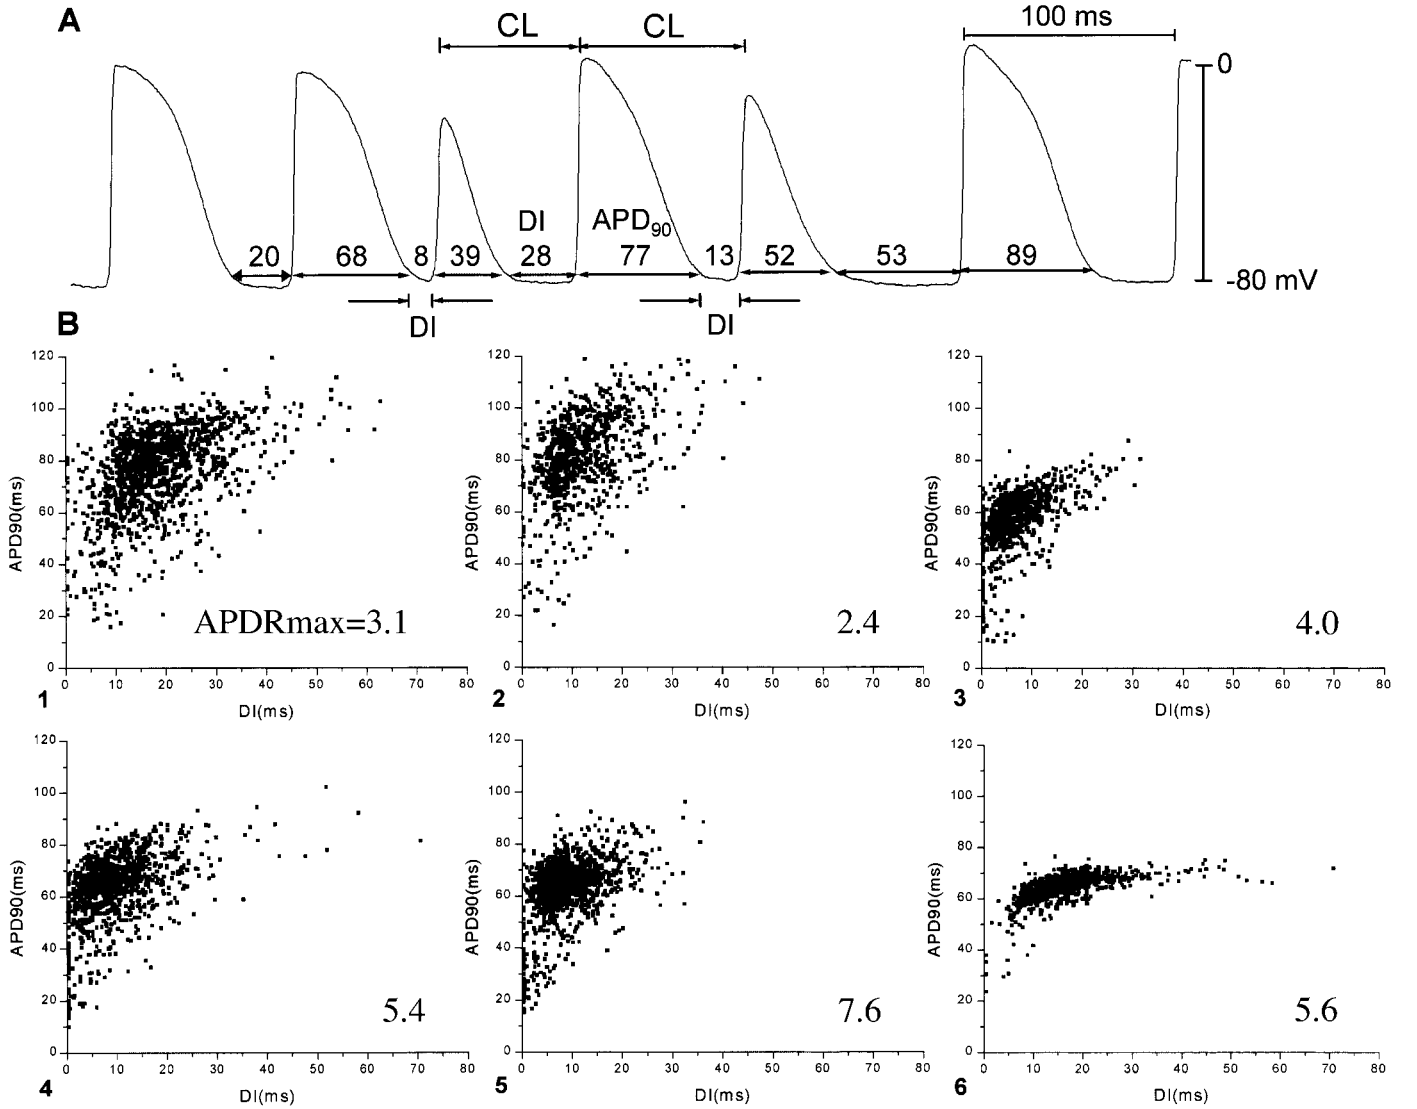 A
CL CL 100 ms
0
DI APD90
20 68 8 39 28 77 13 52 53 89
-80 mV
DI DI
B
120 100 80 60 40 20 0
APD90(ms)
APDRmax=3.1
0 10 20 30 40 50 60 70 80
1
DI(ms)
120 100 80 60 40 20 0
APD90(ms)
2.4
0 10 20 30 40 50 60 70 80
2
DI(ms)
120 100 80 60 40 20 0
APD90(ms)
4.0
0 10 20 30 40 50 60 70 80
3
DI(ms)
120 100 80 60 40 20 0
APD90(ms)
5.4
0 10 20 30 40 50 60 70 80
4
DI(ms)
120 100 80 60 40 20 0
APD90(ms)
7.6
0 10 20 30 40 50 60 70 80
5
DI(ms)
120 100 80 60 40 20 0
APD90(ms)
5.6
0 10 20 30 40 50 60 70 80
6
DI(ms)